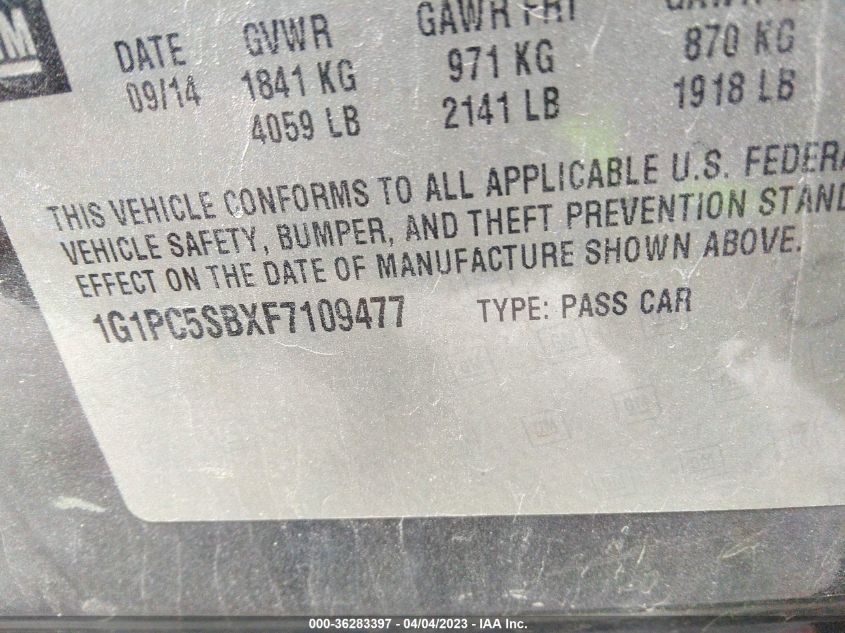 GM
DATE GVWR GAWR FRT
09/14 1841 KG 971 KG 870 KG
4059 LB 2141 LB 1918 LB
THIS VEHICLE CONFORMS TO ALL APPLICABLE U.S. FEDERA
VEHICLE SAFETY, BUMPER, AND THEFT PREVENTION STAND
EFFECT ON THE DATE OF MANUFACTURE SHOWN ABOVE.
1G1PC5SBXF7109477 TYPE: PASS CAR
000-36283397 - 04/04/2023 - IAA Inc.